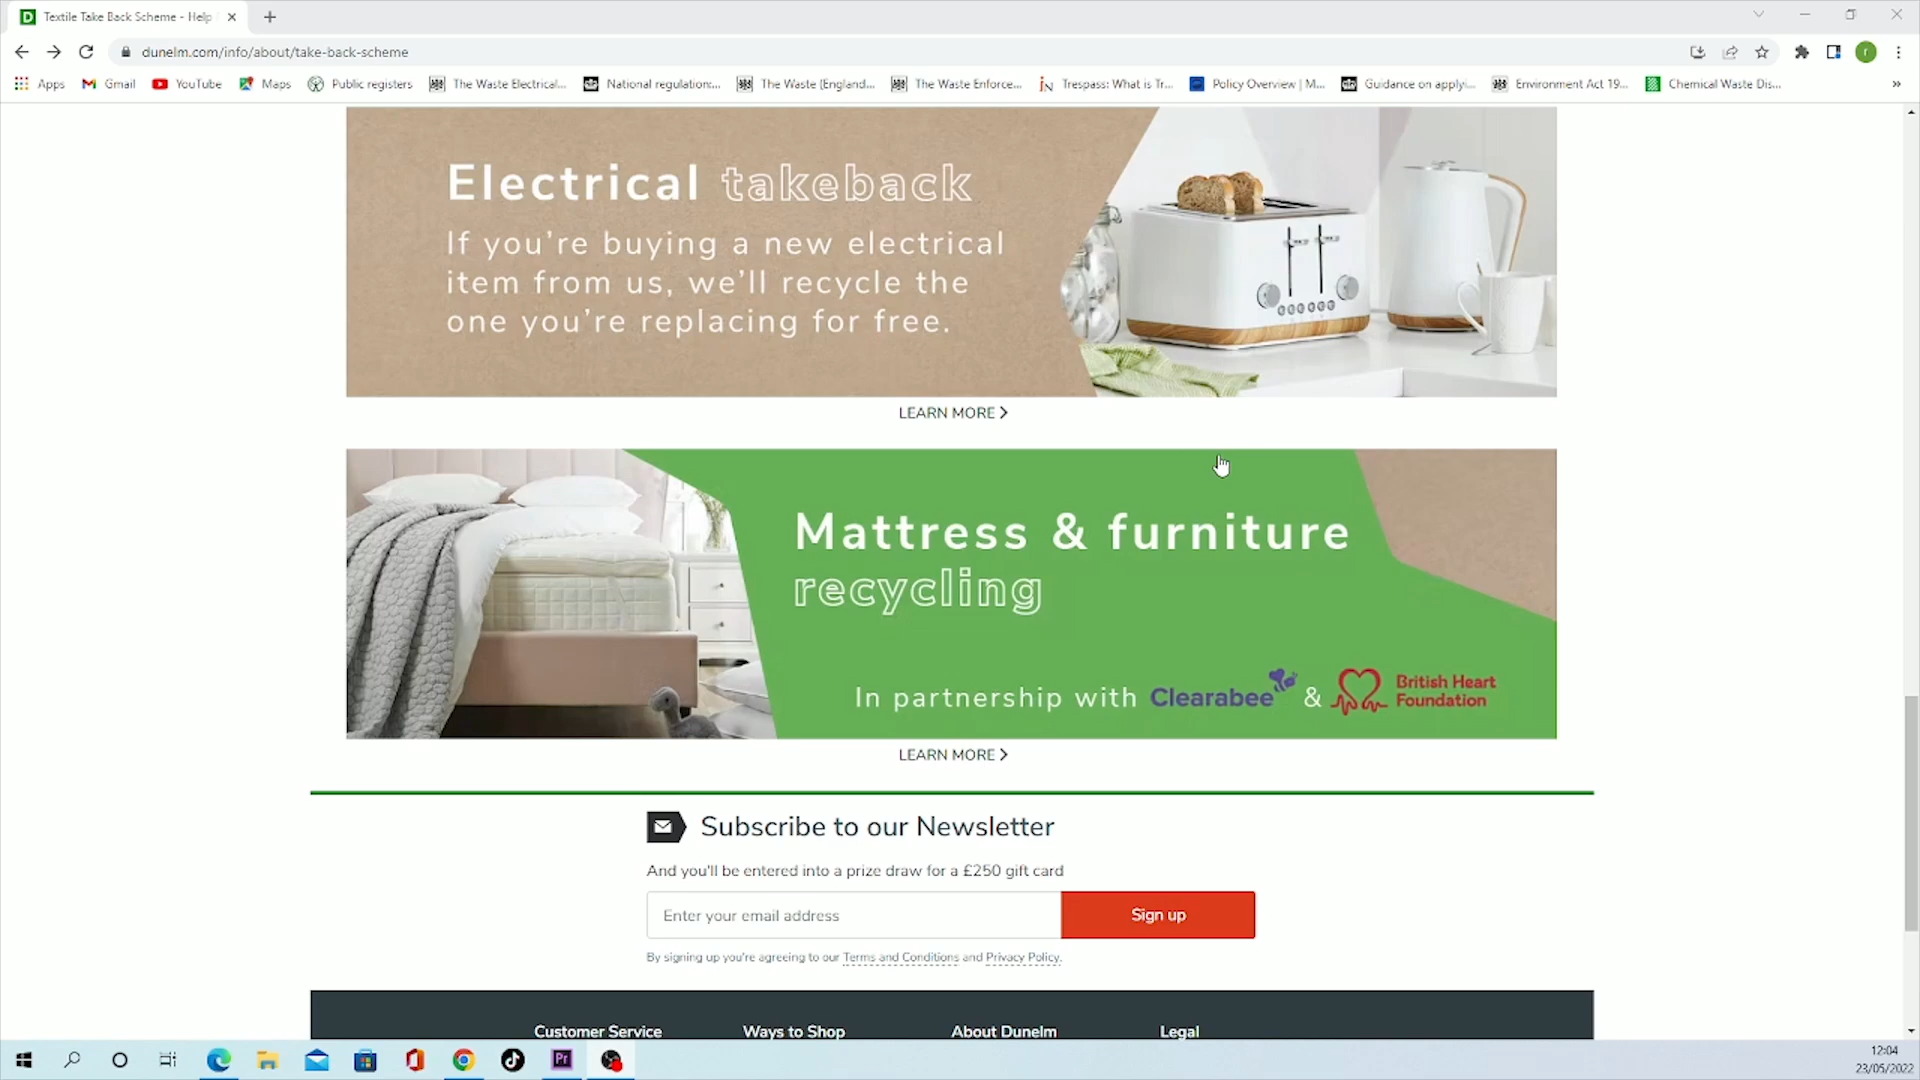 Textile Take Back Scheme - Help
dunelm.com/info/about/take-back-scheme
r
Apps
Gmail
YouTube
Maps
Public registers
The Waste Electrical...
National regulation:...
The Waste (England...
The Waste Enforce...
Trespass: What is Tr...
Policy Overview | M...
Guidance on applyi...
Environment Act 19...
Chemical Waste Dis...
Electrical takeback
If you're buying a new electrical
item from us, we'll recycle the
one you're replacing for free.
LEARN MORE
Mattress & furniture
recycling
In partnership with Clearabee & British Heart
Foundation
LEARN MORE
Subscribe to our Newsletter
And you'll be entered into a prize draw for a £250 gift card
Enter your email address
Sign up
By signing up you're agreeing to our Terms and Conditions and Privacy Policy.
Customer Service
Ways to Shop
About Dunelm
Legal
Pr
12:04
23/05/2022